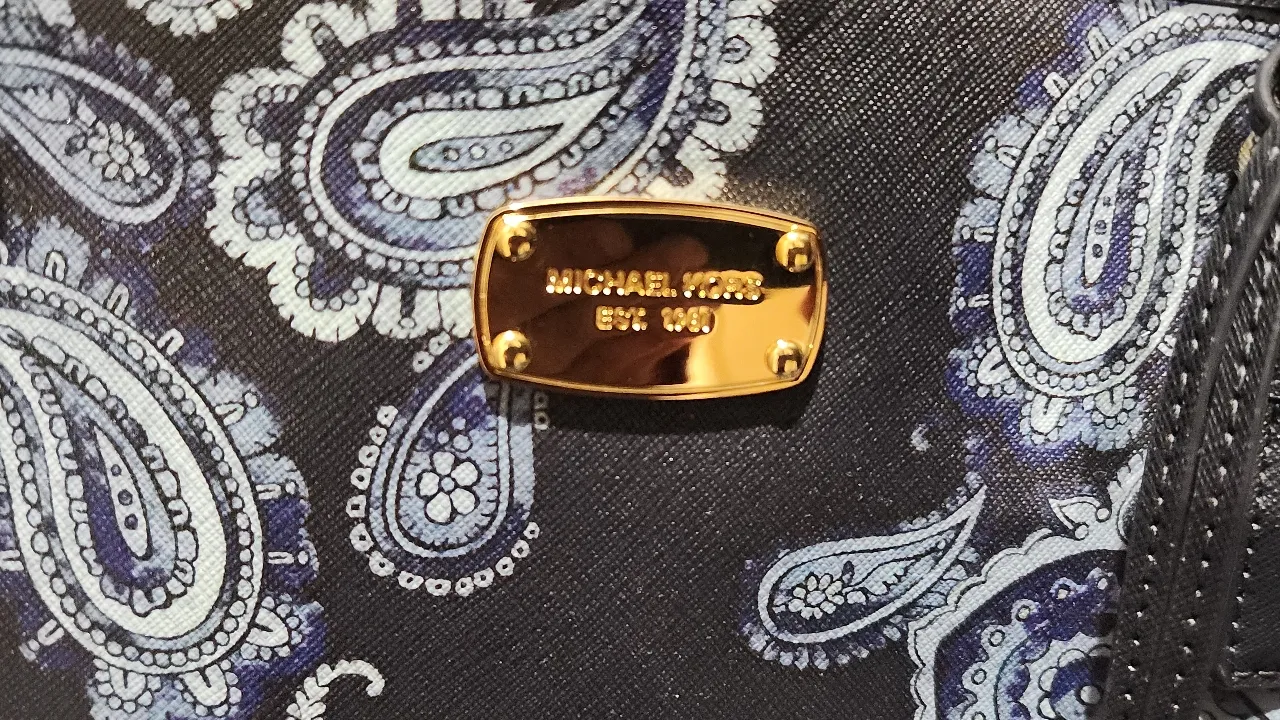 MICHAEL KORS
EST. 1981